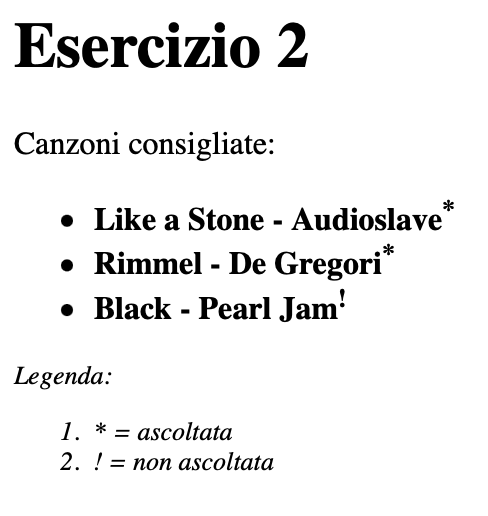 Esercizio 2
Canzoni consigliate:
• Like a Stone - Audioslave*
• Rimmel - De Gregori*
• Black - Pearl Jam!
Legenda:
1. * = ascoltata
2. ! = non ascoltata